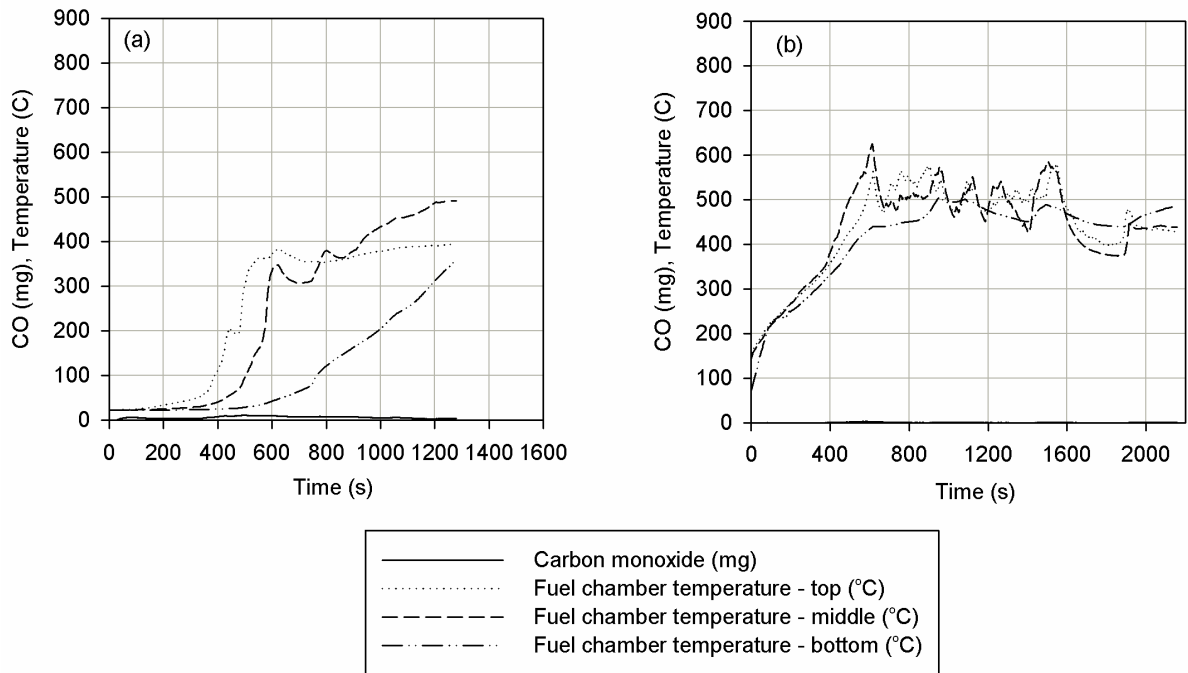 (a)
CO (mg), Temperature (C)
900
800
700
600
500
400
300
200
100
0
0 200 400 600 800 1000 1200 1400 1600
Time (s)
(b)
CO (mg), Temperature (C)
900
800
700
600
500
400
300
200
100
0
0 400 800 1200 1600 2000
Time (s)
Carbon monoxide (mg)
Fuel chamber temperature - top (°C)
Fuel chamber temperature - middle (°C)
Fuel chamber temperature - bottom (°C)